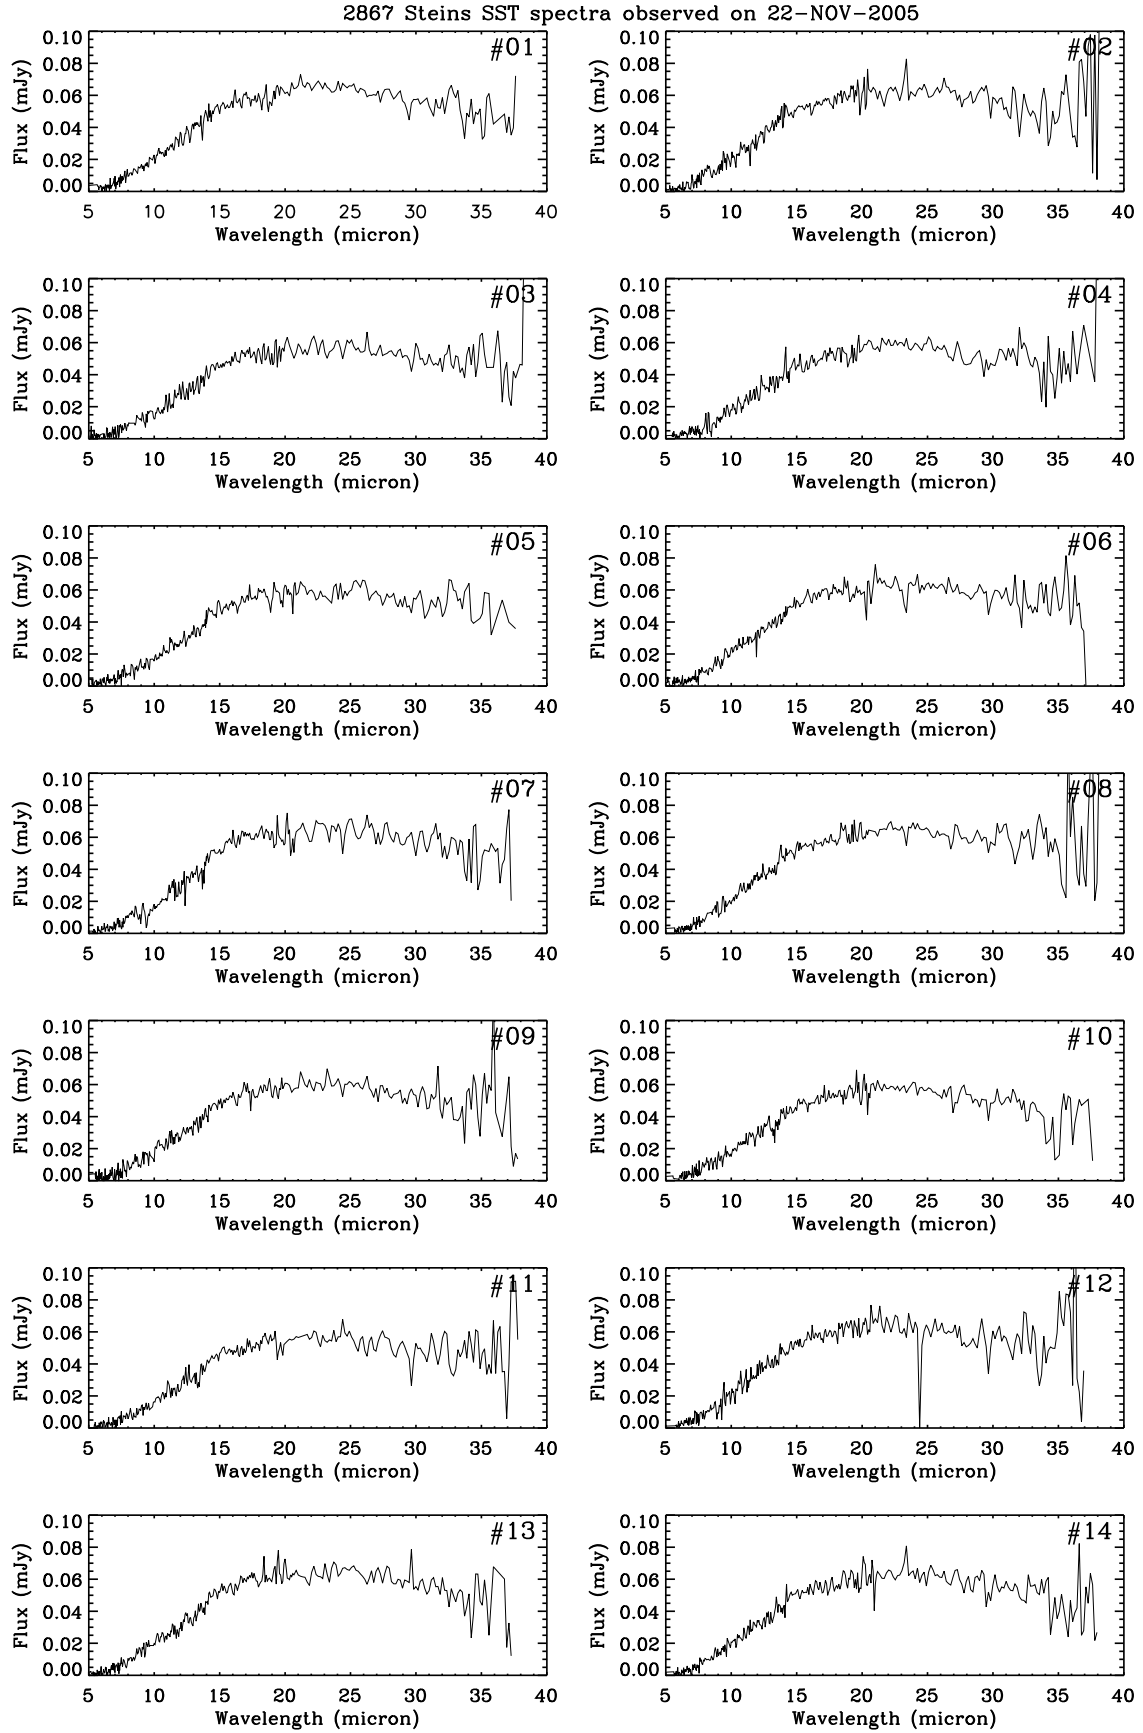 2867 Steins SST spectra observed on 22-NOV-2005
#01 #02
0.10 0.10
0.08 0.08
Flux (mJy) 0.06 Flux (mJy) 0.06
0.04 0.04
0.02 0.02
0.00 0.00
5 10 15 20 25 30 35 40 5 10 15 20 25 30 35 40
Wavelength (micron) Wavelength (micron)
#03 #04
0.10 0.10
0.08 0.08
Flux (mJy) 0.06 Flux (mJy) 0.06
0.04 0.04
0.02 0.02
0.00 0.00
5 10 15 20 25 30 35 40 5 10 15 20 25 30 35 40
Wavelength (micron) Wavelength (micron)
#05 #06
0.10 0.10
0.08 0.08
Flux (mJy) 0.06 Flux (mJy) 0.06
0.04 0.04
0.02 0.02
0.00 0.00
5 10 15 20 25 30 35 40 5 10 15 20 25 30 35 40
Wavelength (micron) Wavelength (micron)
#07 #08
0.10 0.10
0.08 0.08
Flux (mJy) 0.06 Flux (mJy) 0.06
0.04 0.04
0.02 0.02
0.00 0.00
5 10 15 20 25 30 35 40 5 10 15 20 25 30 35 40
Wavelength (micron) Wavelength (micron)
#09 #10
0.10 0.10
0.08 0.08
Flux (mJy) 0.06 Flux (mJy) 0.06
0.04 0.04
0.02 0.02
0.00 0.00
5 10 15 20 25 30 35 40 5 10 15 20 25 30 35 40
Wavelength (micron) Wavelength (micron)
#11 #12
0.10 0.10
0.08 0.08
Flux (mJy) 0.06 Flux (mJy) 0.06
0.04 0.04
0.02 0.02
0.00 0.00
5 10 15 20 25 30 35 40 5 10 15 20 25 30 35 40
Wavelength (micron) Wavelength (micron)
#13 #14
0.10 0.10
0.08 0.08
Flux (mJy) 0.06 Flux (mJy) 0.06
0.04 0.04
0.02 0.02
0.00 0.00
5 10 15 20 25 30 35 40 5 10 15 20 25 30 35 40
Wavelength (micron) Wavelength (micron)